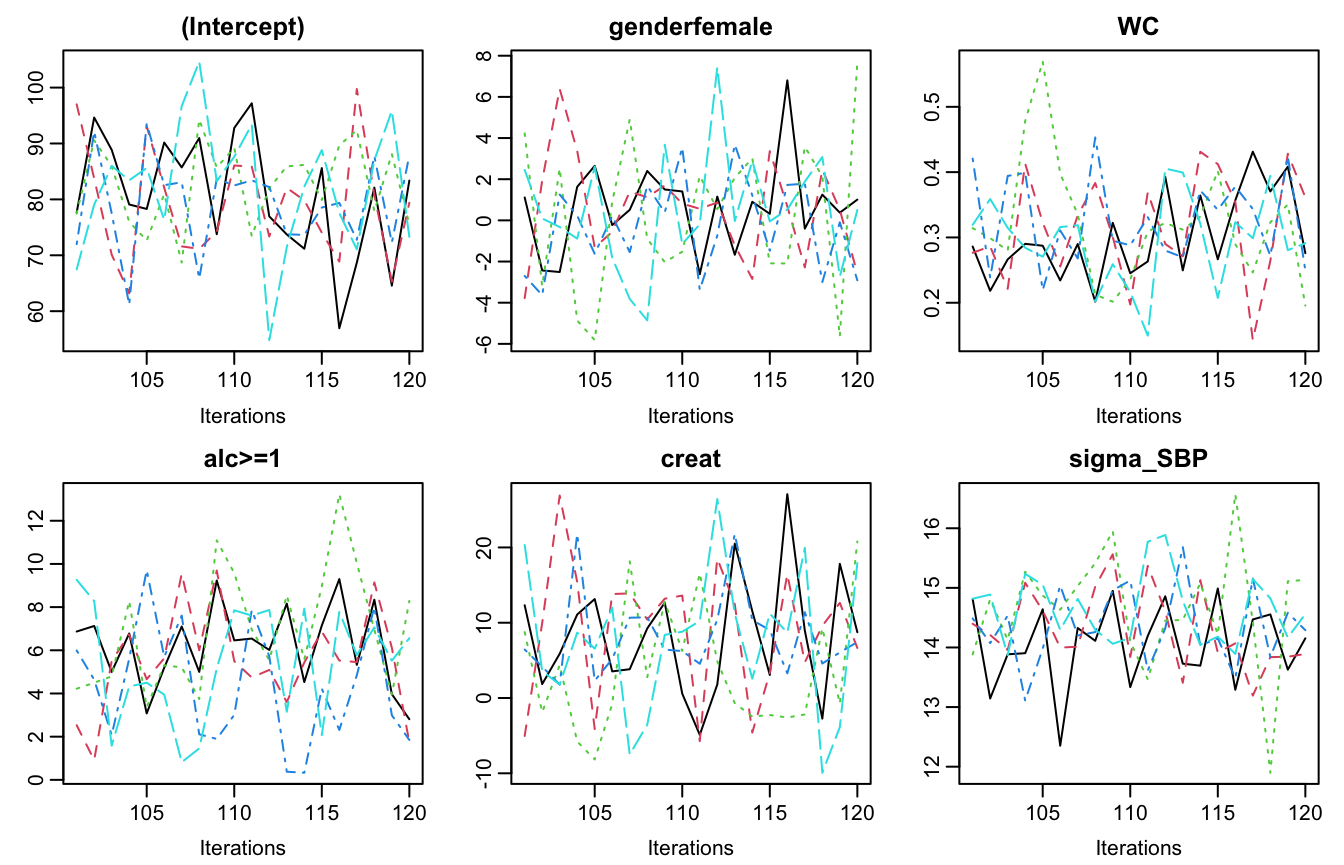 (Intercept)
100
90
80
70
60
105 110 115 120
Iterations
genderfemale
8
6
4
2
0
-2
-4
-6
105 110 115 120
Iterations
WC
0.5
0.4
0.3
0.2
105 110 115 120
Iterations
alc>=1
12
10
8
6
4
2
0
105 110 115 120
Iterations
creat
20
10
0
-10
105 110 115 120
Iterations
sigma_SBP
16
15
14
13
12
105 110 115 120
Iterations